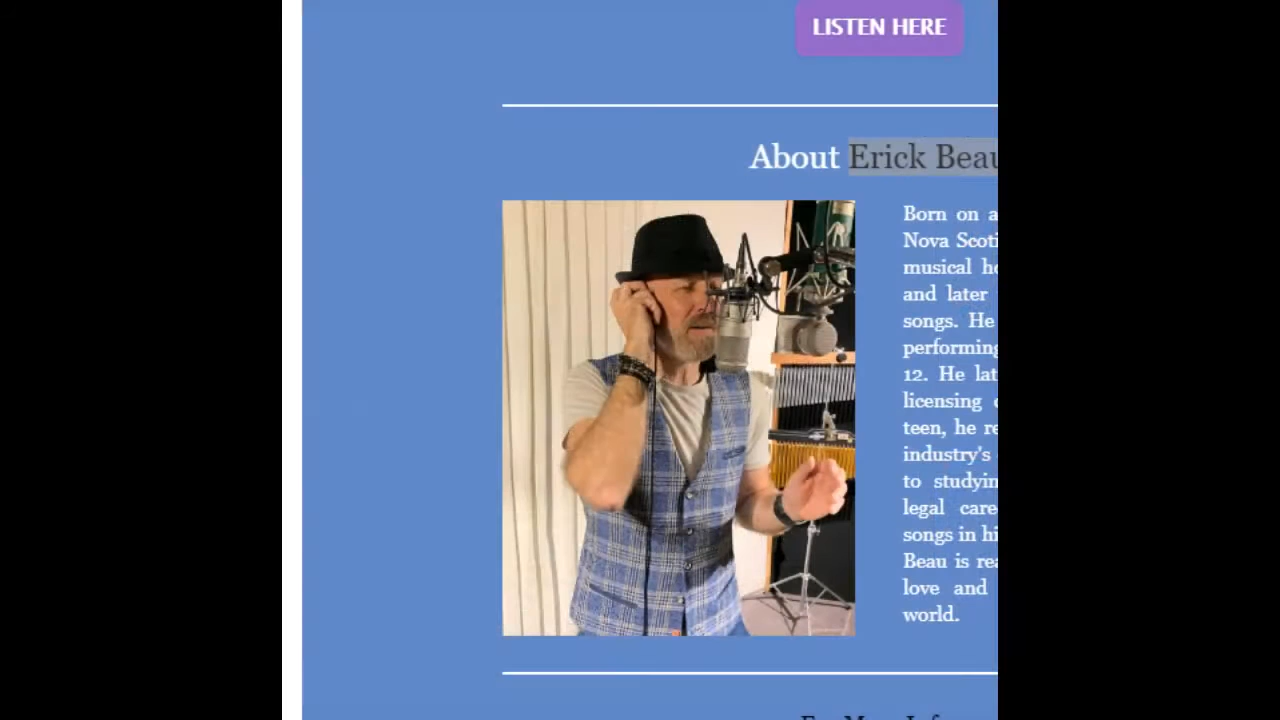 LISTEN HERE
About Erick Beau
Born on a
Nova Scoti
musical ho
and later
songs. He
performing
12. He lat
licensing
teen, he re
industry's
to studyin
legal care
songs in hi
Beau is rea
love and
world.